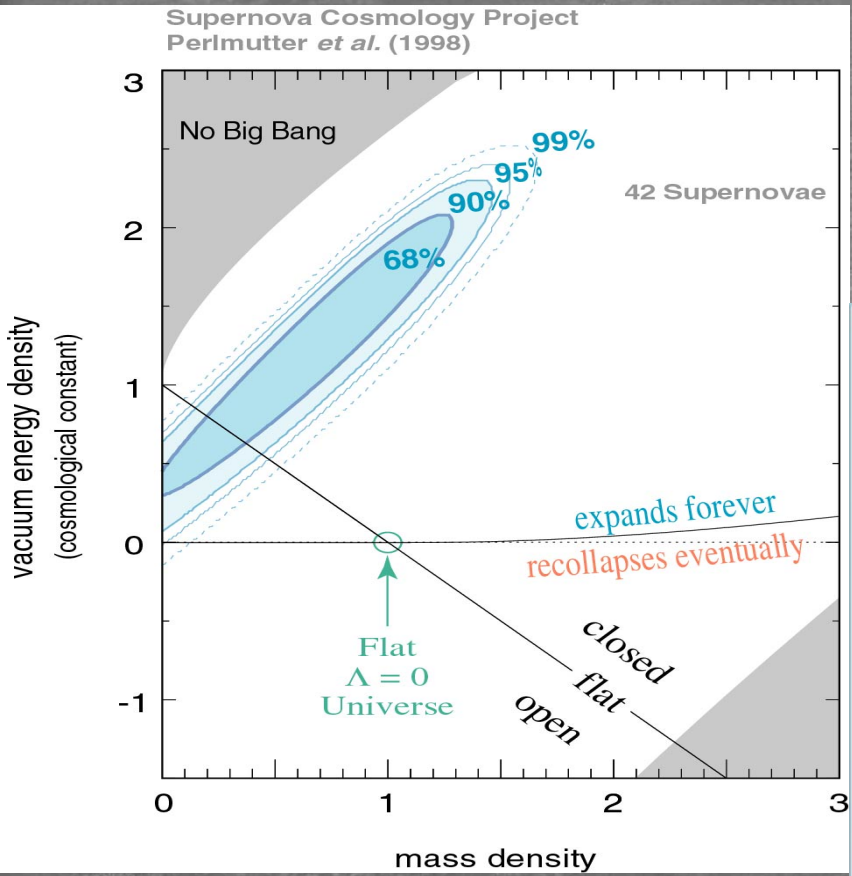 Supernova Cosmology Project
Perlmutter et al. (1998)
3
No Big Bang
99%
95%
42 Supernovae
90%
2
68%
vacuum energy density
(cosmological constant)
1
expands forever
0
recollapses eventually
Flat
Λ = 0
Universe
closed
flat
open
-1
0
1
2
3
mass density